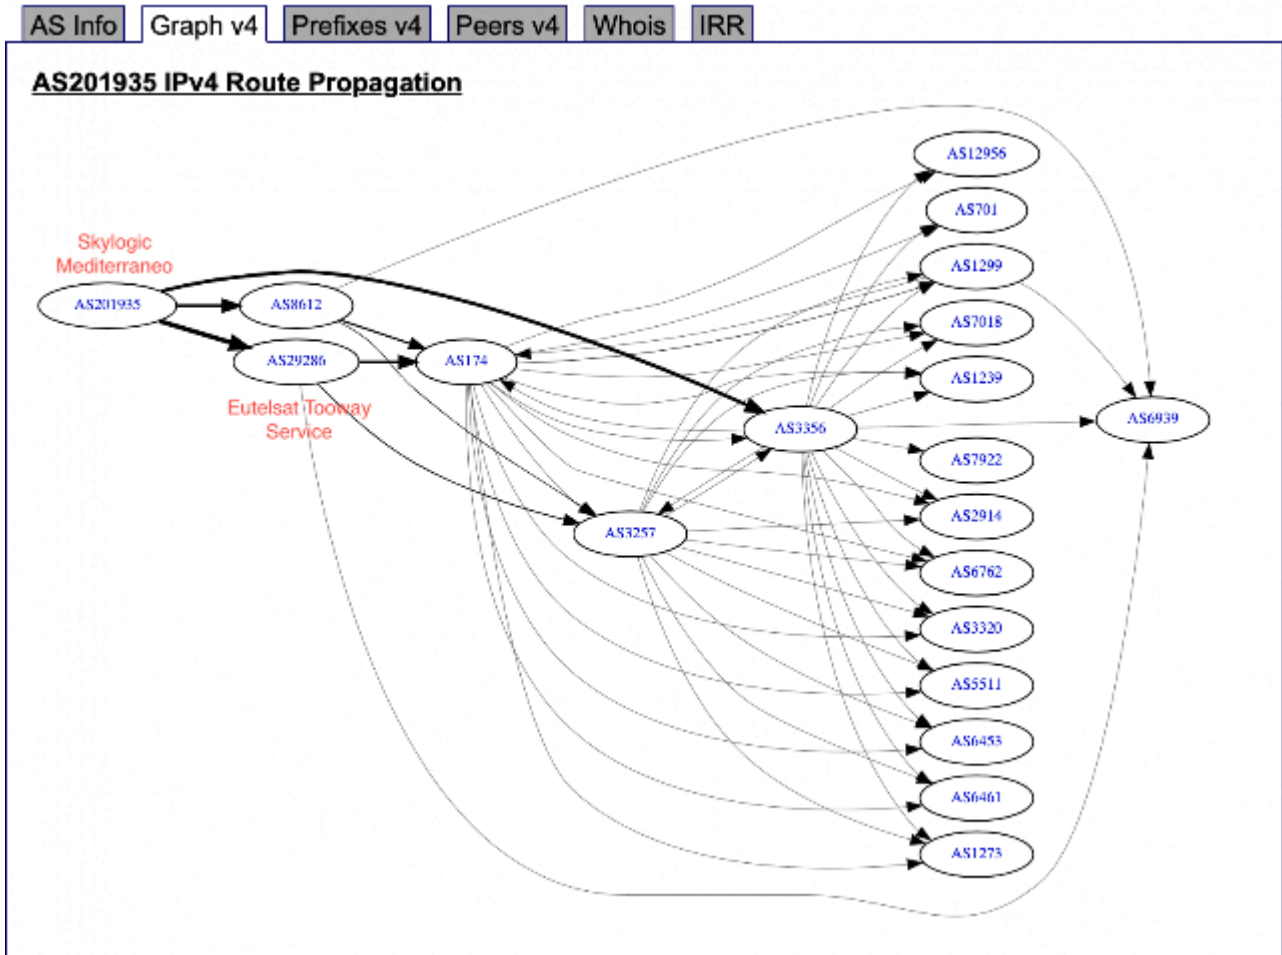 AS Info Graph v4 Prefixes v4 Peers v4 Whois IRR
AS201935 IPv4 Route Propagation
AS12956
AS701
Skylogic
Mediterraneo
AS1299
AS201935
AS8612
AS7018
AS29286
AS174
AS1239
Eutelsat Tooway
Service
AS3356
AS6939
AS7922
AS2914
AS3257
AS6762
AS3320
AS5511
AS6453
AS6461
AS1273